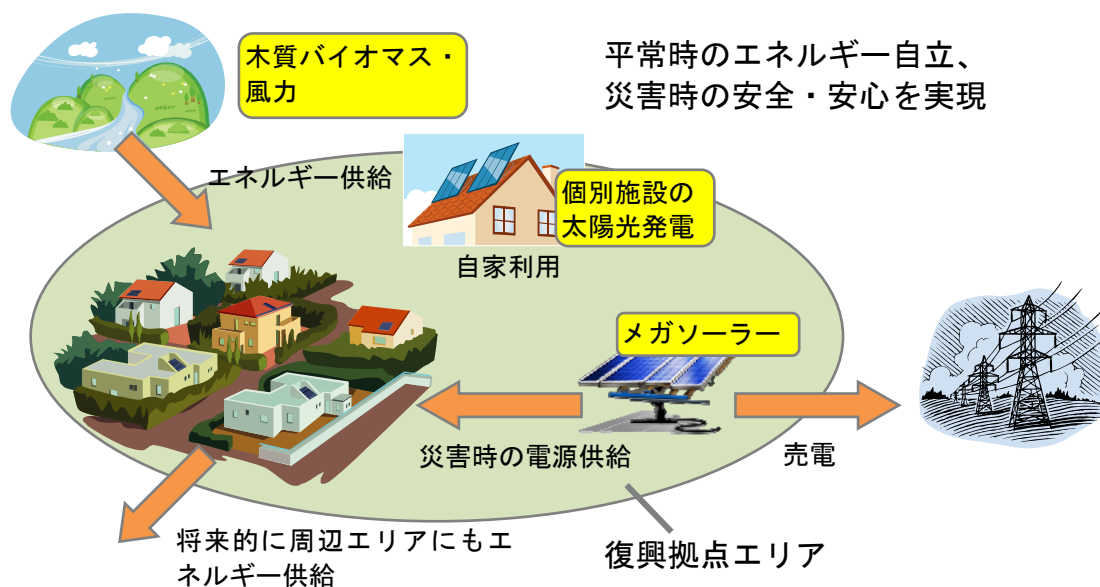 木質バイオマス・
風力
平常時のエネルギー自立、
災害時の安全・安心を実現
エネルギー供給
個別施設の
太陽光発電
自家利用
メガソーラー
災害時の電源供給
売電
将来的に周辺エリアにもエ
ネルギー供給
復興拠点エリア